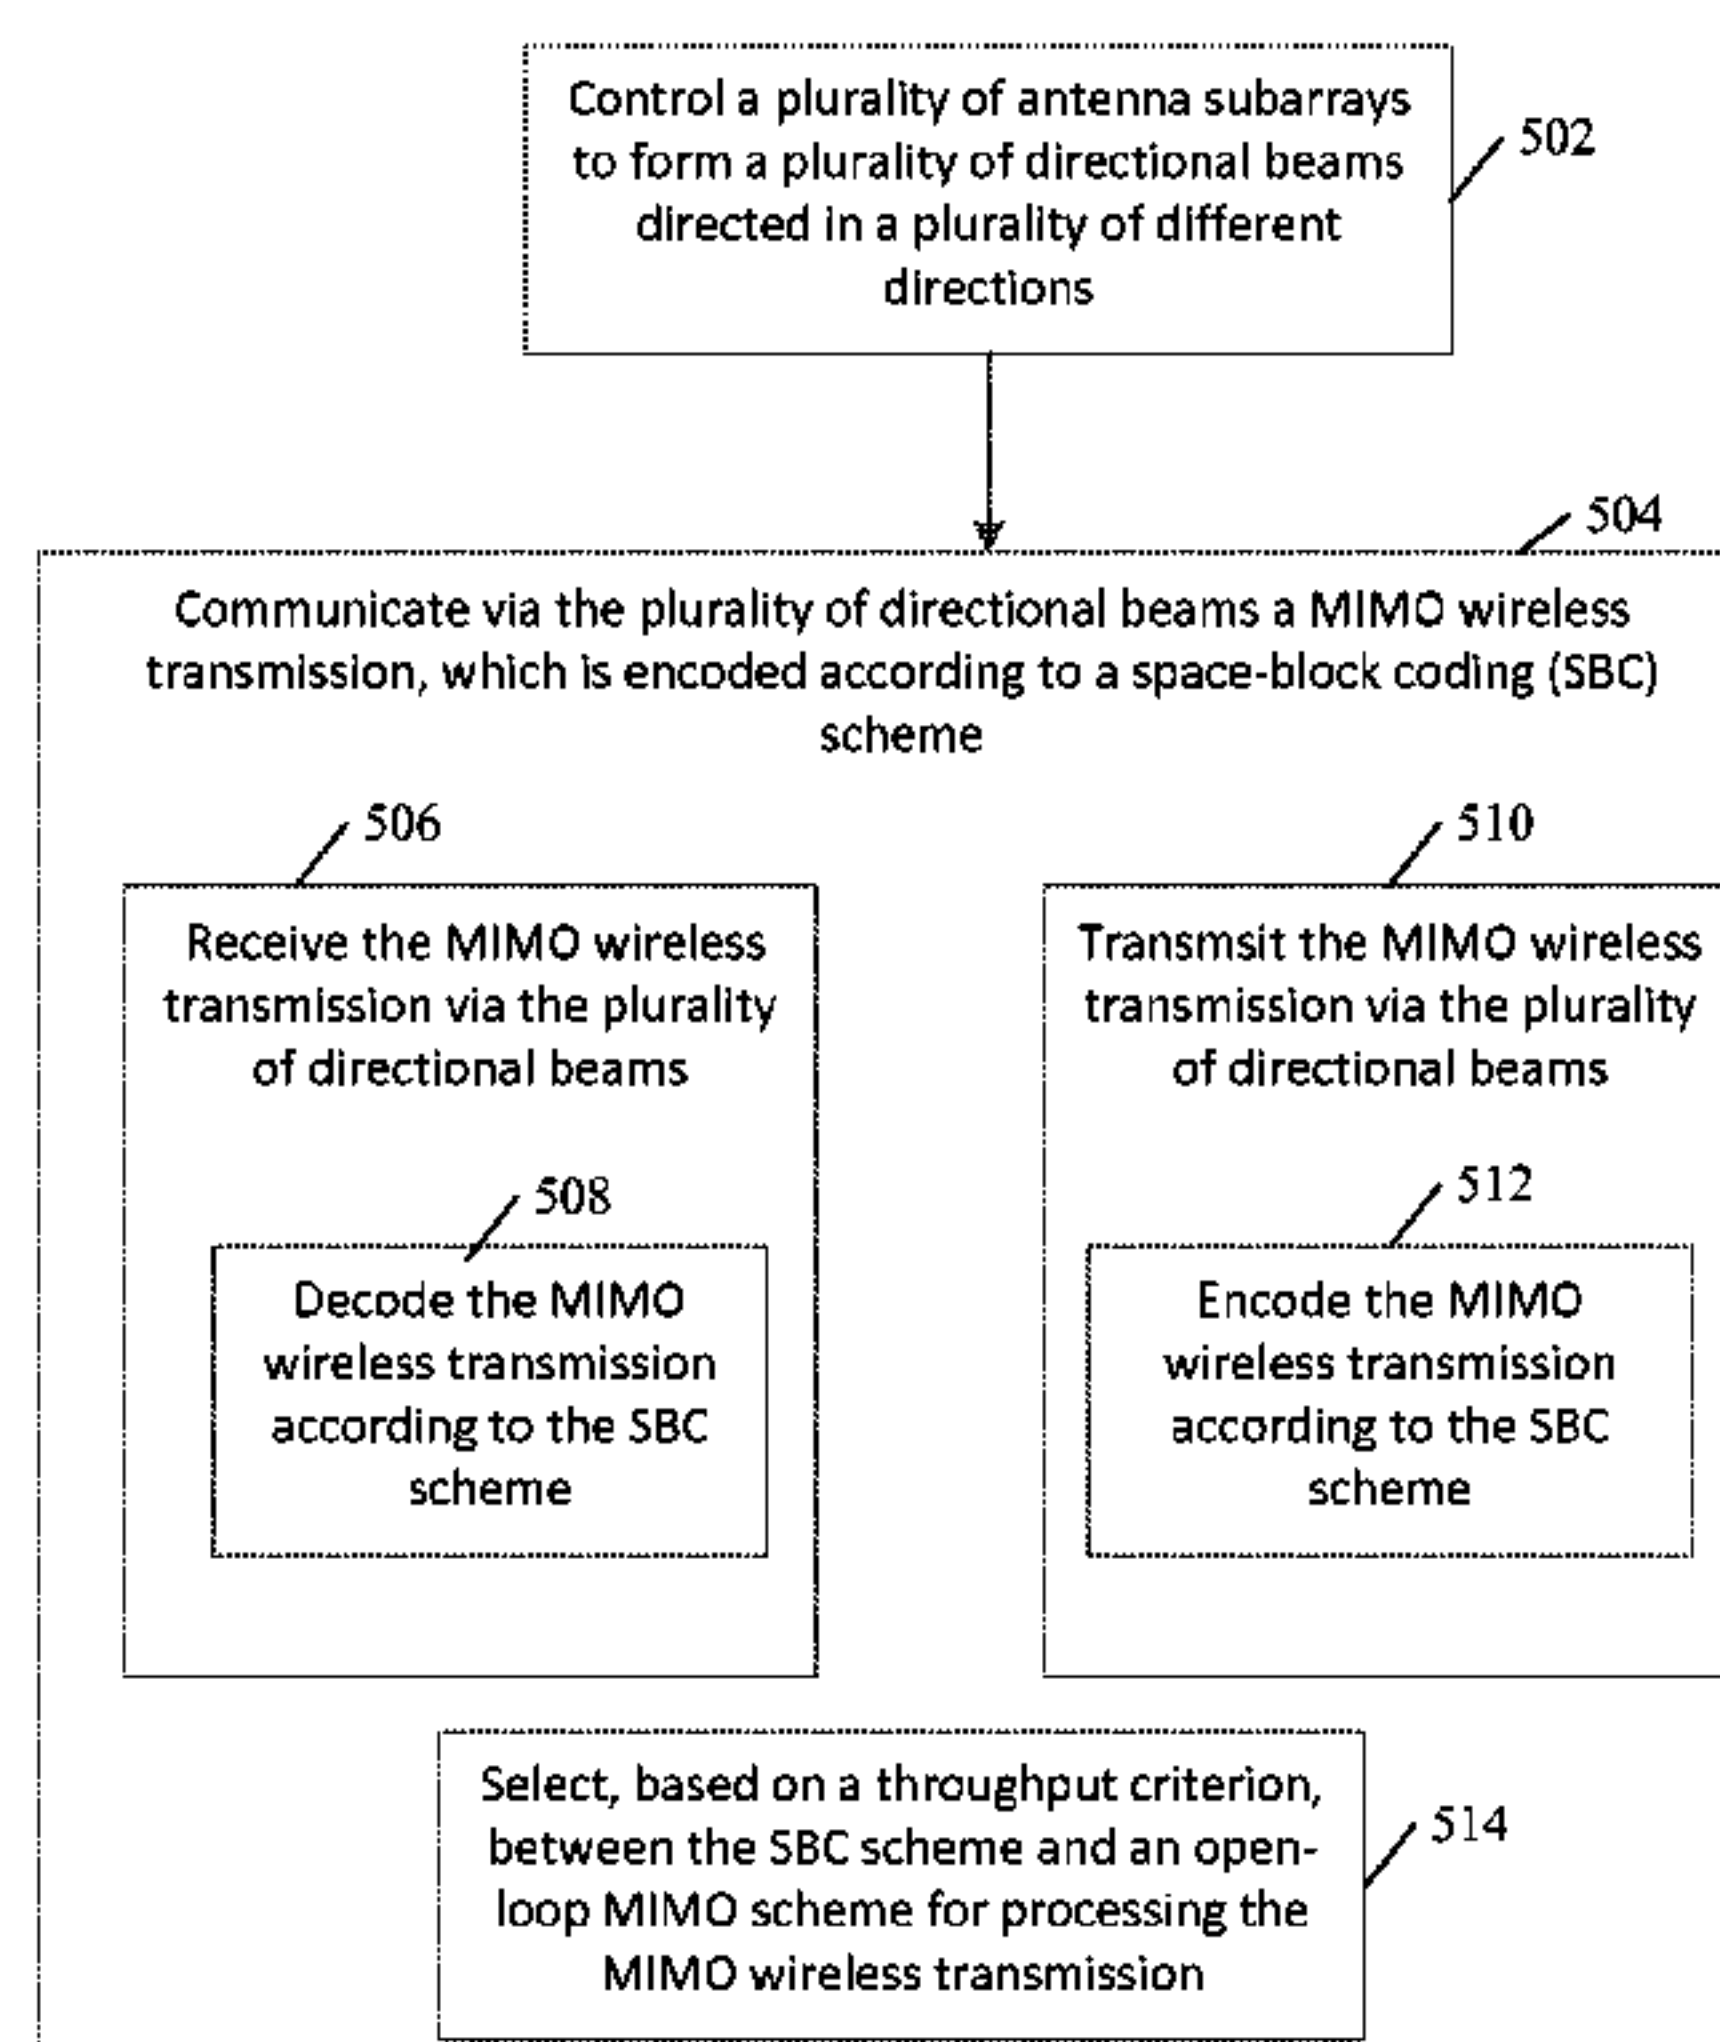 Control a plurality of antenna subarrays
to form a plurality of directional beams
directed in a plurality of different
directions
502
504
Communicate via the plurality of directional beams a MIMO wireless
transmission, which is encoded according to a space-block coding (SBC)
scheme
506
Receive the MIMO wireless
transmission via the plurality
of directional beams
508
Decode the MIMO
wireless transmission
according to the SBC
scheme
510
Transmsit the MIMO wireless
transmission via the plurality
of directional beams
512
Encode the MIMO
wireless transmission
according to the SBC
scheme
Select, based on a throughput criterion,
between the SBC scheme and an open-
loop MIMO scheme for processing the
MIMO wireless transmission
514